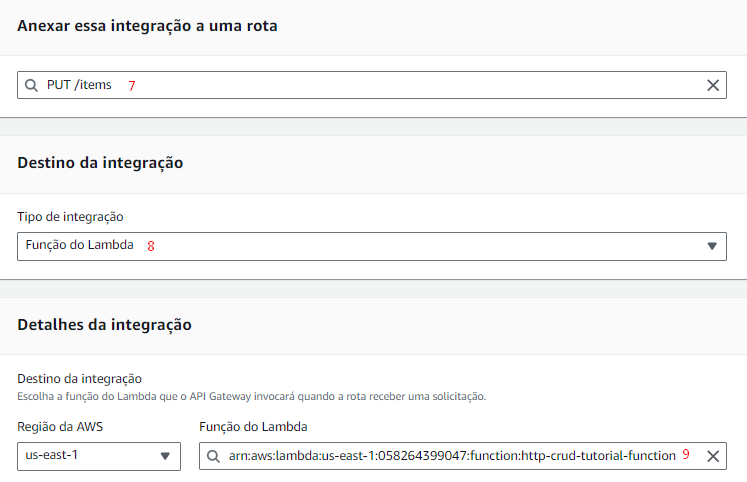 Anexar essa integração a uma rota
PUT /items 7
Destino da integração
Tipo de integração
Função do Lambda 8
Detalhes da integração
Destino da integração
Escolha a função do Lambda que o API Gateway invocará quando a rota receber uma solicitação.
Região da AWS Função do Lambda
us-east-1 arn:aws:lambda:us-east-1:058264399047:function:http-crud-tutorial-function 9